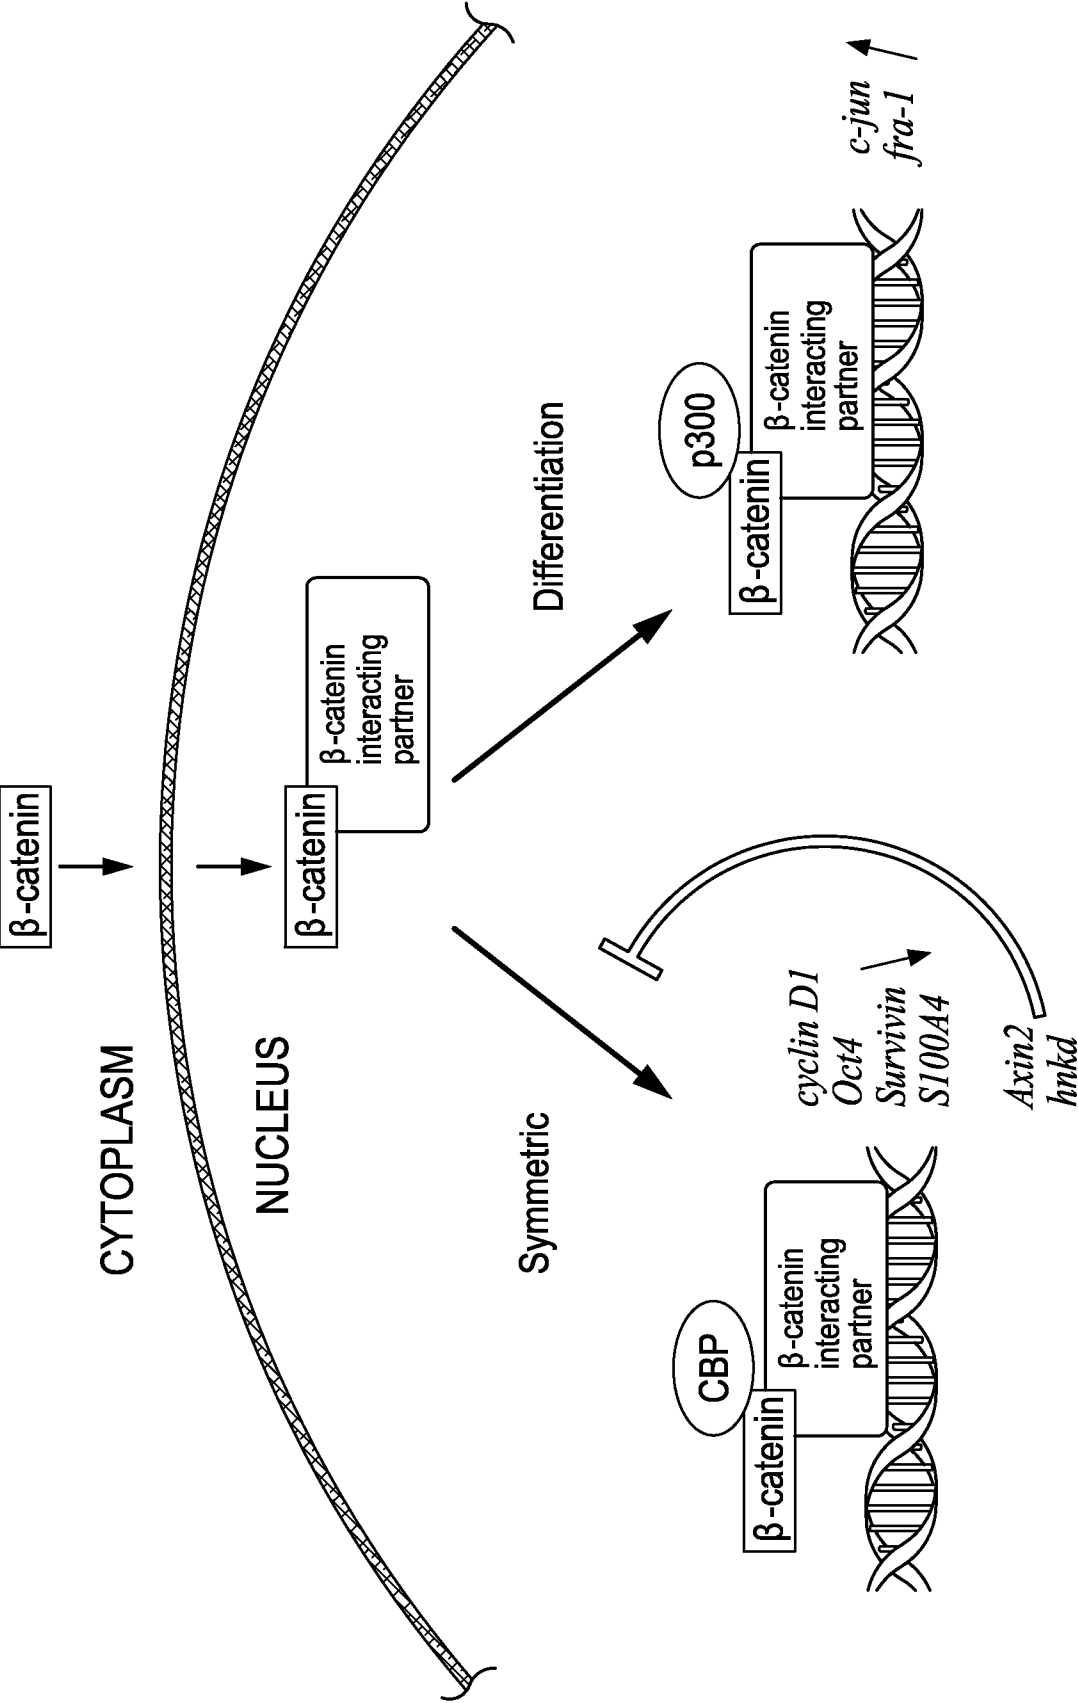 β-catenin
CYTOPLASM
NUCLEUS
β-catenin
β-catenin
interacting
partner
Symmetric
Differentiation
CBP
β-catenin
β-catenin
interacting
partner
cyclin D1
Oct4
Survivin
S100A4
Axin2
hnkd
p300
β-catenin
β-catenin
interacting
partner
c-jun
fra-1